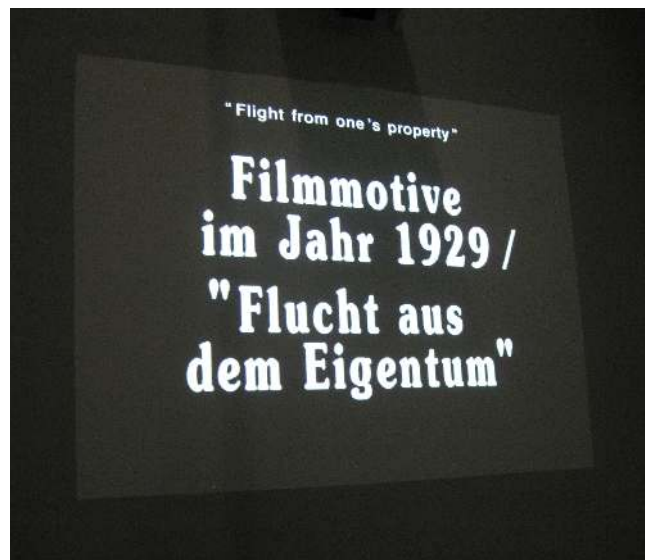 "Flight from one's property"
Filmmotive
im Jahr 1929 /
"Flucht aus
dem Eigentum"